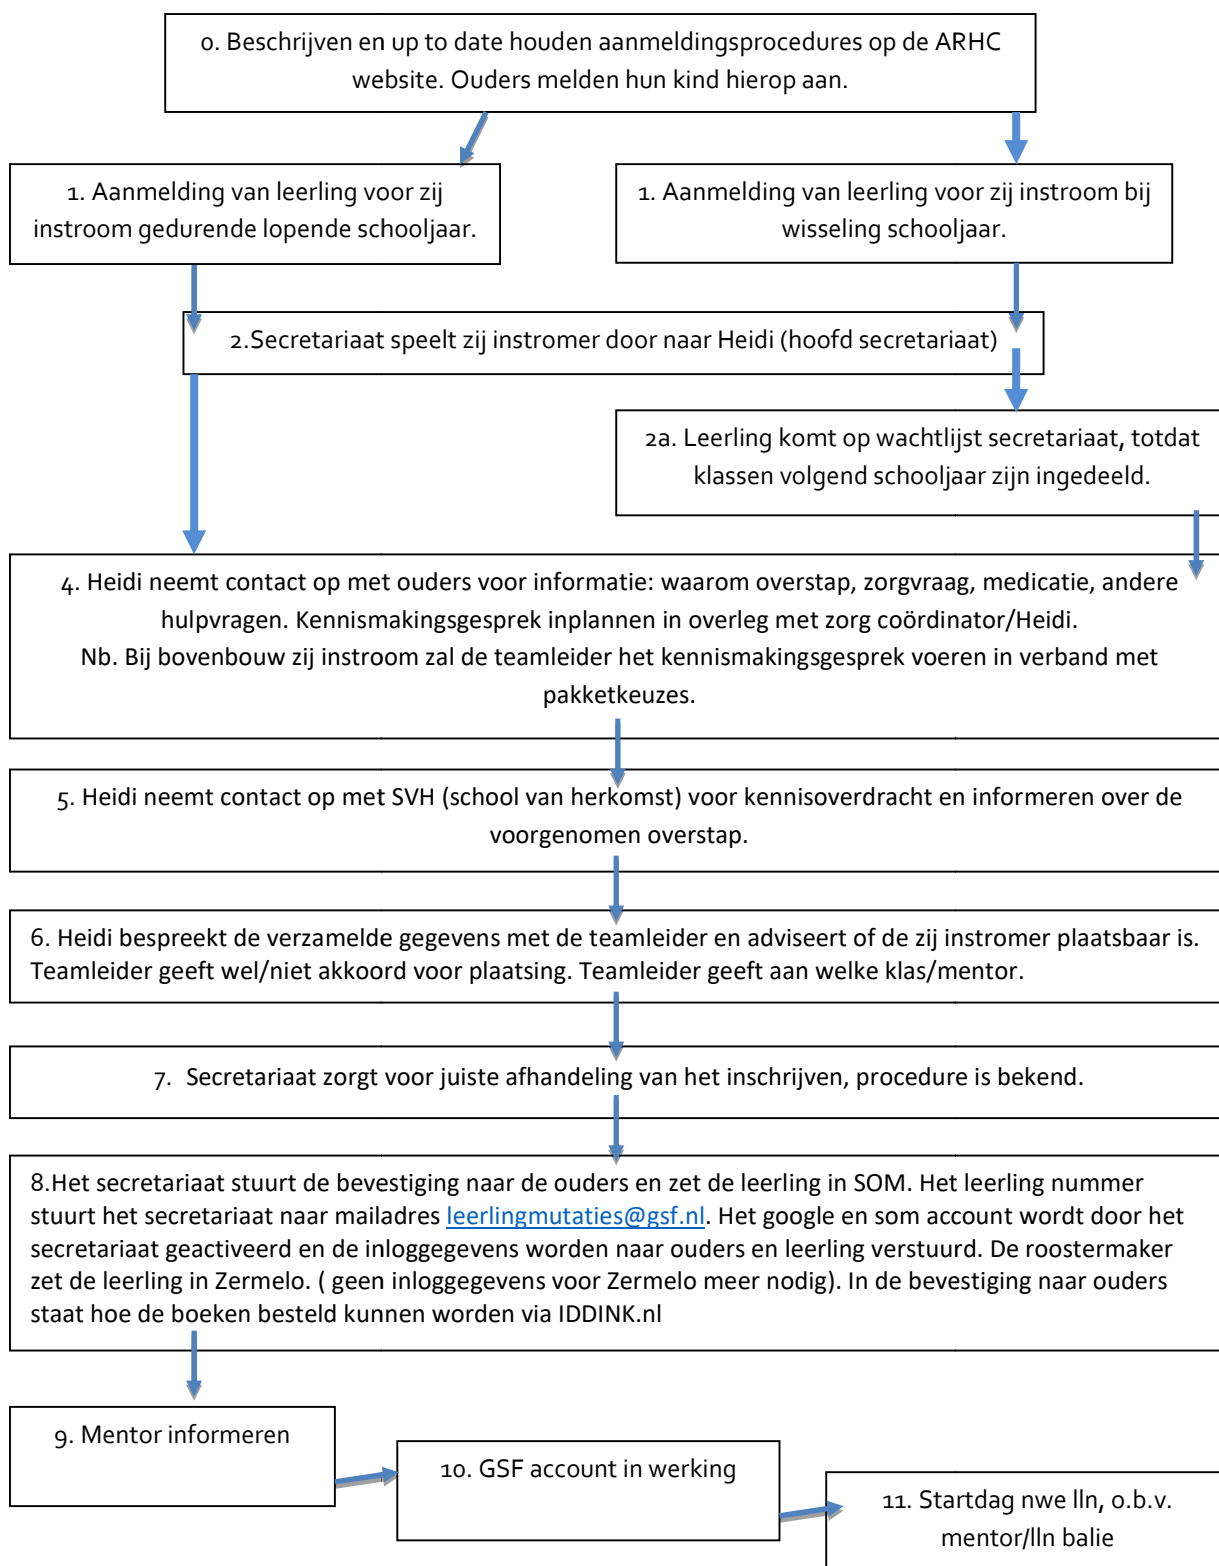 0. Beschrijven en up to date houden aanmeldingsprocedures op de ARHC
website. Ouders melden hun kind hierop aan.
1. Aanmelding van leerling voor zij
instroom gedurende lopende schooljaar.
1. Aanmelding van leerling voor zij instroom bij
wisseling schooljaar.
2.Secretariaat speelt zij instromer door naar Heidi (hoofd secretariaat)
2a. Leerling komt op wachtlijst secretariaat, totdat
klassen volgend schooljaar zijn ingedeeld.
4. Heidi neemt contact op met ouders voor informatie: waarom overstap, zorgvraag, medicatie, andere
hulpvragen. Kennismakingsgesprek inplannen in overleg met zorg coördinator/Heidi.
Nb. Bij bovenbouw zij instroom zal de teamleider het kennismakingsgesprek voeren in verband met
pakketkeuzes.
5. Heidi neemt contact op met SVH (school van herkomst) voor kennisoverdracht en informeren over de
voorgenomen overstap.
6. Heidi bespreekt de verzamelde gegevens met de teamleider en adviseert of de zij instromer plaatsbaar is.
Teamleider geeft wel/niet akkoord voor plaatsing. Teamleider geeft aan welke klas/mentor.
7. Secretariaat zorgt voor juiste afhandeling van het inschrijven, procedure is bekend.
8.Het secretariaat stuurt de bevestiging naar de ouders en zet de leerling in SOM. Het leerling nummer
stuurt het secretariaat naar mailadres leerlingmutaties@gsf.nl. Het google en som account wordt door het
secretariaat geactiveerd en de inloggegevens worden naar ouders en leerling verstuurd. De roostermaker
zet de leerling in Zermelo. ( geen inloggegevens voor Zermelo meer nodig). In de bevestiging naar ouders
staat hoe de boeken besteld kunnen worden via IDDINK.nl
9. Mentor informeren
10. GSF account in werking
11. Startdag nwe lln, o.b.v.
mentor/lln balie